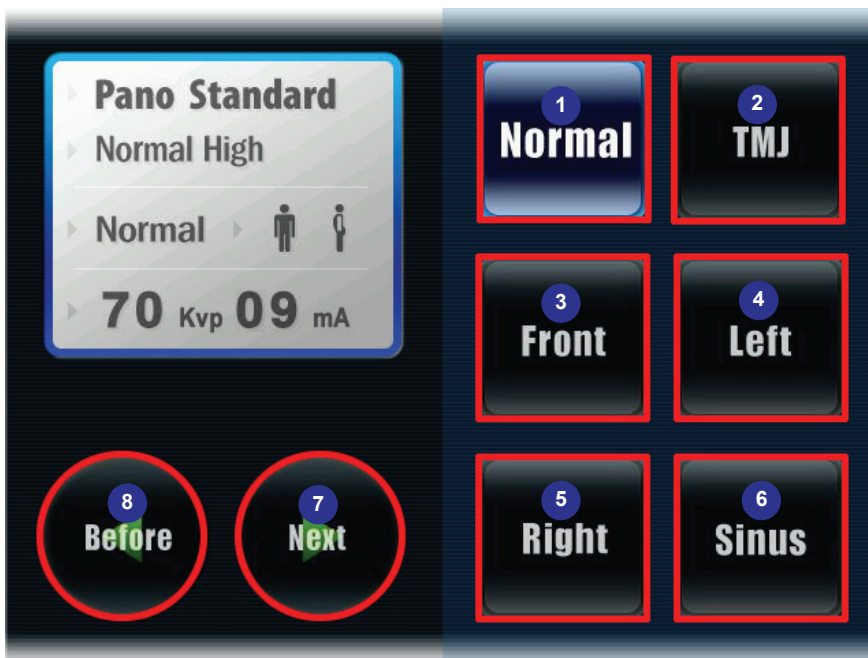 Pano Standard
Normal High
Normal
70 Kvp 09 mA
8
Before
7
Next
1
Normal
2
TMJ
3
Front
4
Left
5
Right
6
Sinus